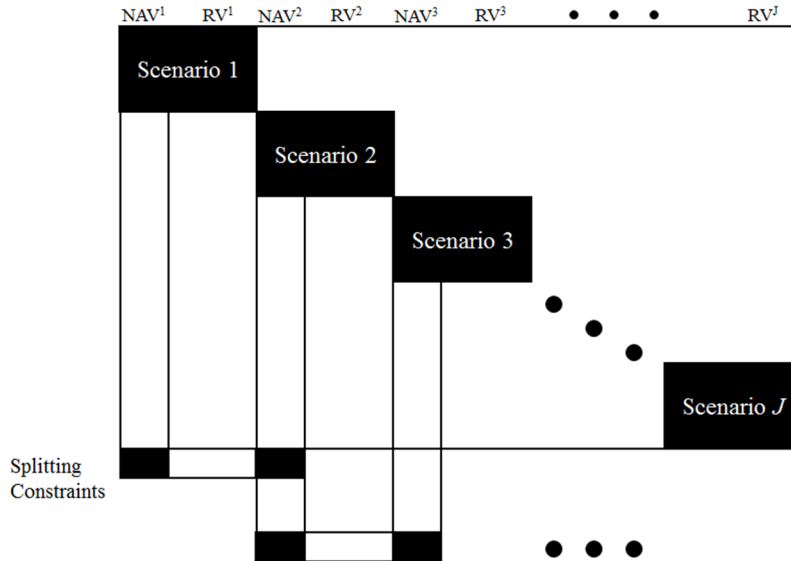 NAV¹ RV¹ NAV² RV² NAV³ RV³ • • • RVᴶ
Scenario 1
Scenario 2
Scenario 3
Scenario J
Splitting
Constraints